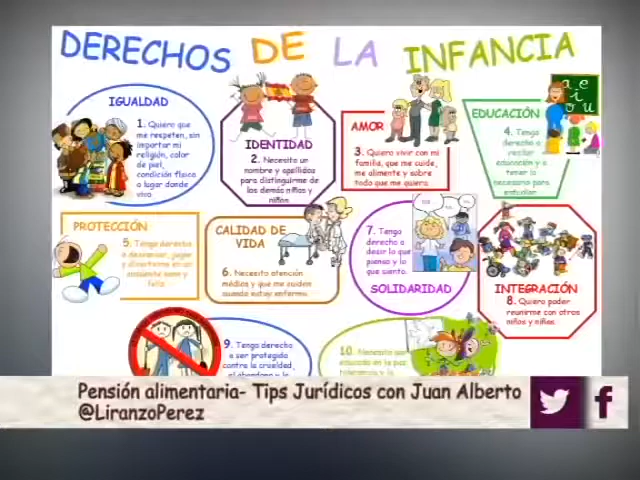 DERECHOS DE LA INFANCIA
IGUALDAD
1. Quiero que
me respeten, sin
importar mi
religión, color
de piel,
condición física
o lugar donde
vivo.
IDENTIDAD
2. Necesito un
nombre y apellidos
para distinguirme de
los demás niños y
niñas.
AMOR
3. Quiero vivir con mi
familia, que me cuide,
me alimente y sobre
todo que me quiera.
EDUCACIÓN
4. Tengo
derecho a
recibir
educación y a
tener lo
necesario para
estudiar.
a e
i
o u
PROTECCIÓN
5. Tengo derecho
a descansar, jugar
y divertirme en un
ambiente sano y
feliz.
CALIDAD DE
VIDA
6. Necesito atención
médica y que me cuiden
cuando estoy enfermo.
7. Tengo
derecho a
decir lo que
pienso y lo
que siento.
SOLIDARIDAD
INTEGRACIÓN
8. Quiero poder
reunirme con otros
niños y niñas.
9. Tengo derecho
a ser protegido
contra la crueldad,
el abandono y la
10. Necesito ser
educado en la paz,
tolerancia y la
Pensión alimentaria- Tips Jurídicos con Juan Alberto
@LiranzoPerez
f